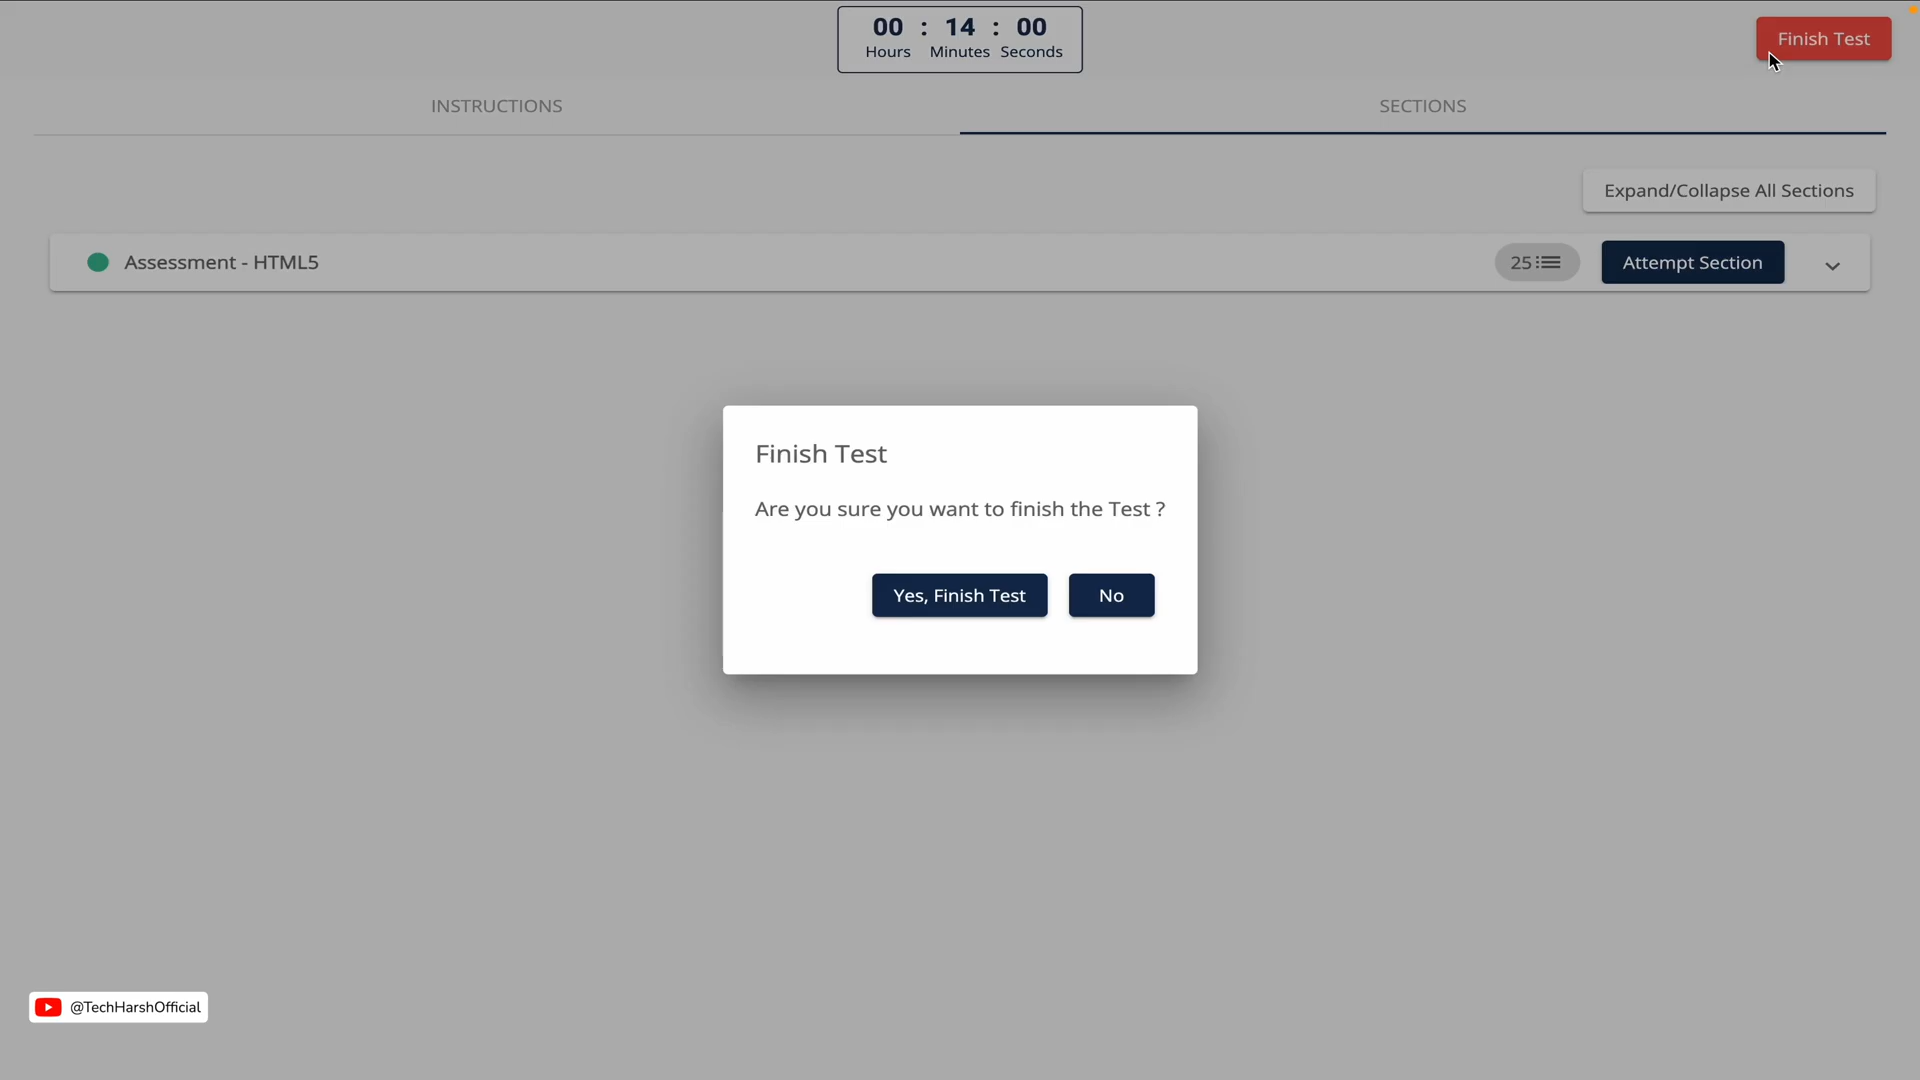 00 : 14 : 00
Hours Minutes Seconds
Finish Test
INSTRUCTIONS
SECTIONS
Expand/Collapse All Sections
Assessment - HTML5
25
Attempt Section
Finish Test
Are you sure you want to finish the Test ?
Yes, Finish Test
No
@TechHarshOfficial